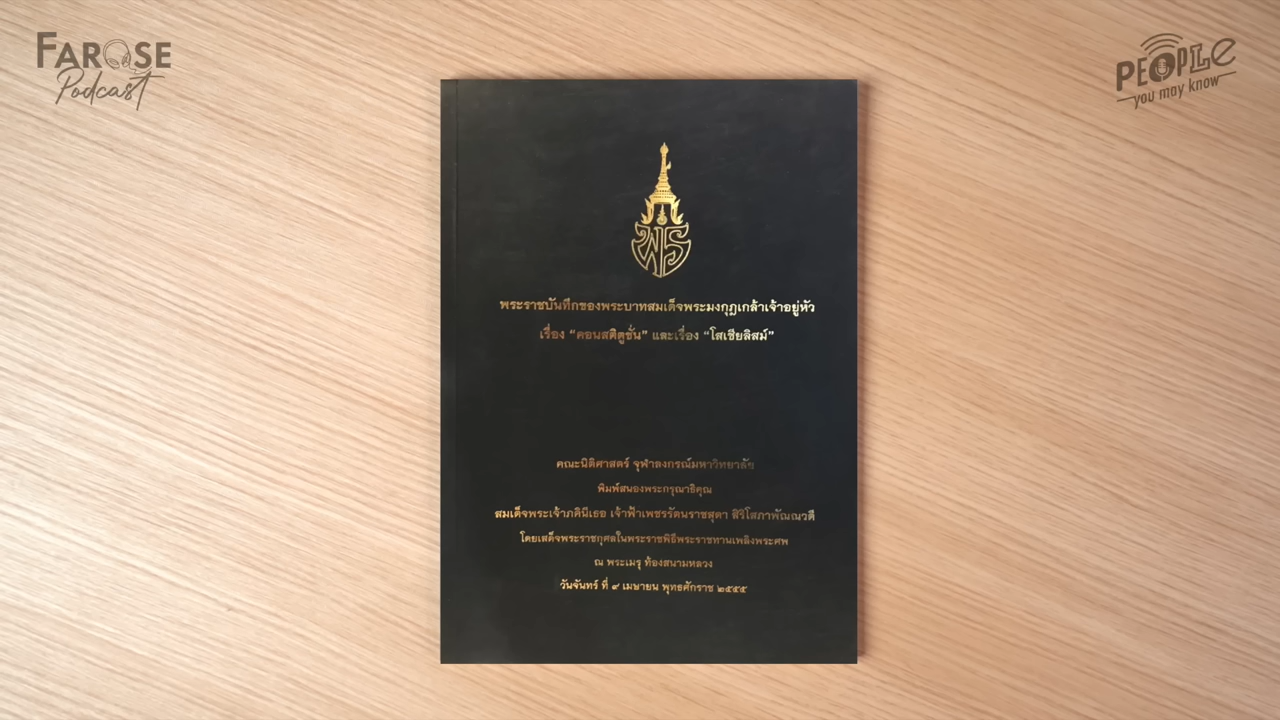 FAROSE
Podcast
PEOPLE
you may know
พร
พระราชบันทึกของพระบาทสมเด็จพระมงกุฎเกล้าเจ้าอยู่หัว
เรื่อง “คอนสติตูชั่น” และเรื่อง “โสเชียลิสม์”
คณะนิติศาสตร์ จุฬาลงกรณ์มหาวิทยาลัย
พิมพ์สนองพระกรุณาธิคุณ
สมเด็จพระเจ้าภคินีเธอ เจ้าฟ้าเพชรรัตนราชสุดา สิริโสภาพัณณวดี
โดยเสด็จพระราชกุศลในพระราชพิธีพระราชทานเพลิงพระศพ
ณ พระเมรุ ท้องสนามหลวง
วันจันทร์ ที่ ๙ เมษายน พุทธศักราช ๒๕๕๕